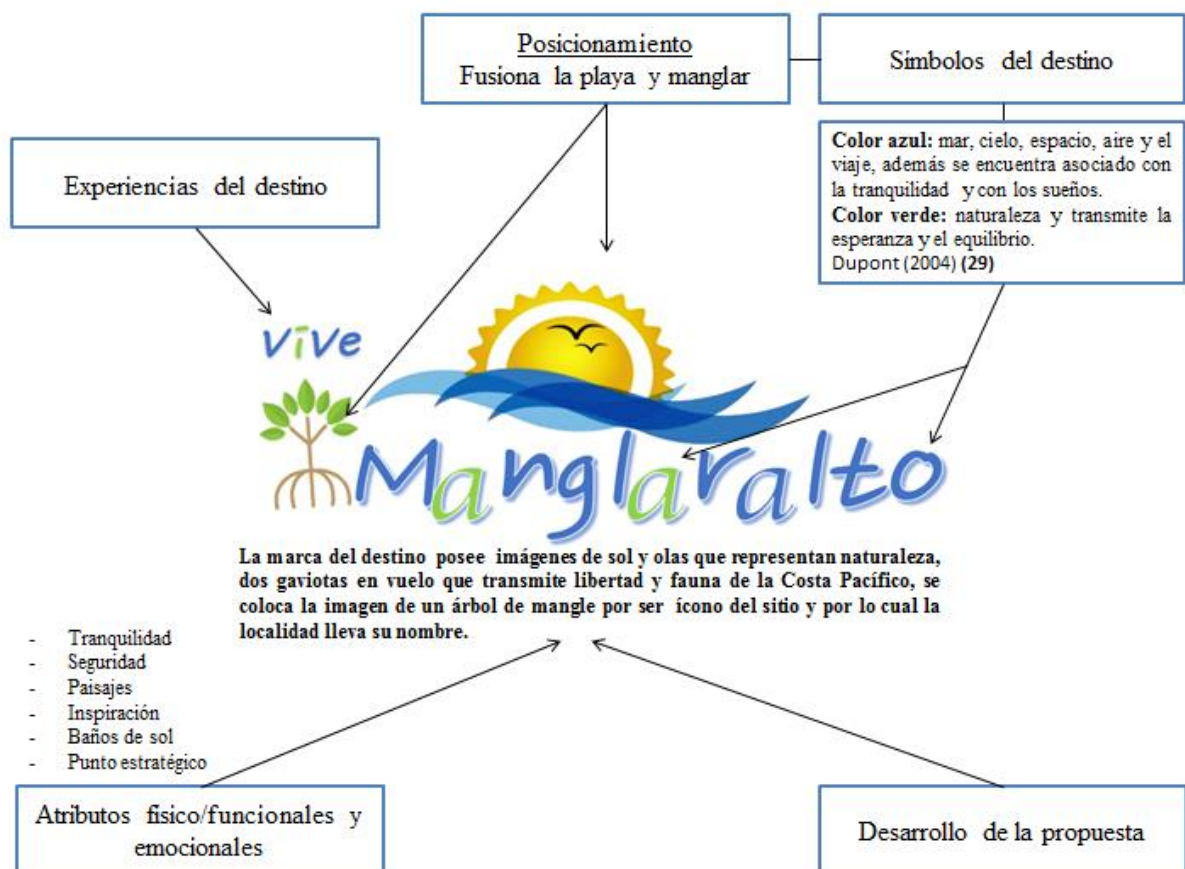 Posicionamiento
Fusiona la playa y manglar
Símbolos del destino
Color azul: mar, cielo, espacio, aire y el
viaje, además se encuentra asociado con
la tranquilidad y con los sueños.
Color verde: naturaleza y transmite la
esperanza y el equilibrio.
Dupont (2004) (29)
Experiencias del destino
vive
Manglaralto
La marca del destino posee imágenes de sol y olas que representan naturaleza,
dos gaviotas en vuelo que transmite libertad y fauna de la Costa Pacífico, se
coloca la imagen de un árbol de mangle por ser ícono del sitio y por lo cual la
localidad lleva su nombre.
- Tranquilidad
- Seguridad
- Paisajes
- Inspiración
- Baños de sol
- Punto estratégico
Atributos físico/funcionales y
emocionales
Desarrollo de la propuesta